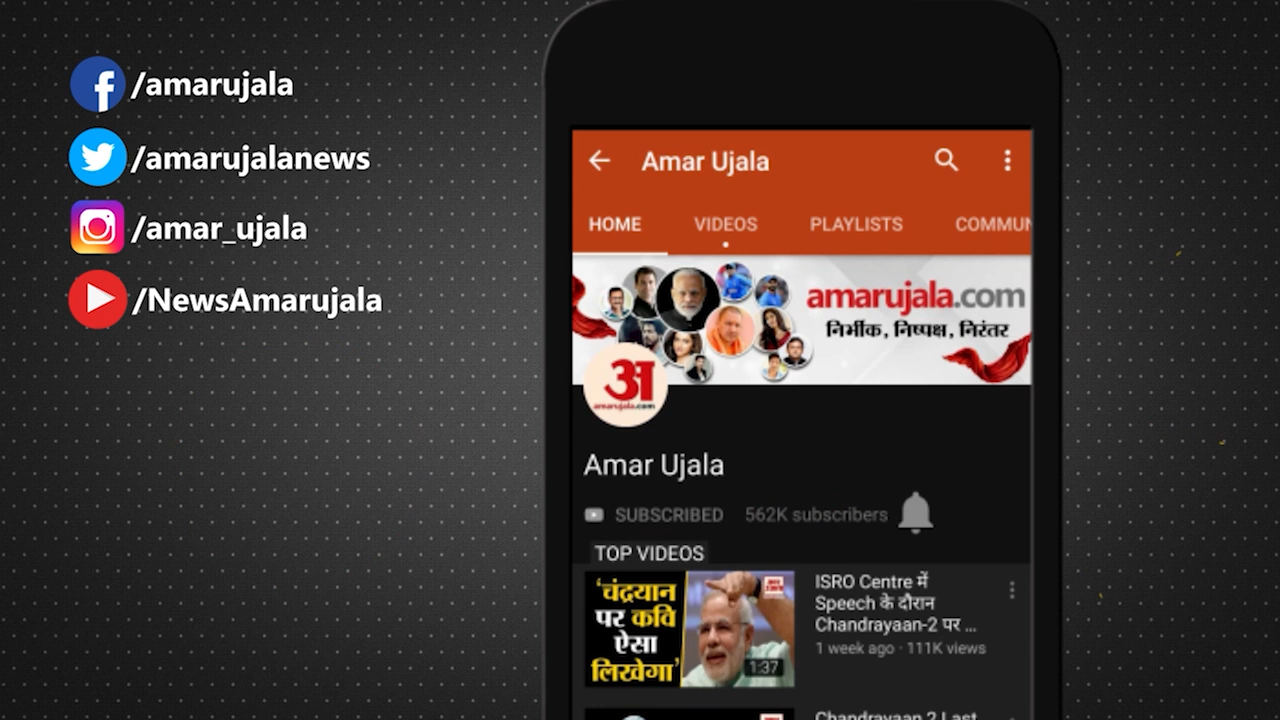 /amarujala
/amarujalanews
/amar_ujala
/NewsAmarujala
Amar Ujala
HOME VIDEOS PLAYLISTS COMMUN
amarujala.com
निर्भीक, निष्पक्ष, निरंतर
अ
amarujala.com
Amar Ujala
SUBSCRIBED 562K subscribers
TOP VIDEOS
'चंद्रयान
पर कवि
ऐसा
लिखेगा'
1:37
ISRO Centre में
Speech के दौरान
Chandrayaan-2 पर ...
1 week ago · 111K views
Chandrayaan 2 Last